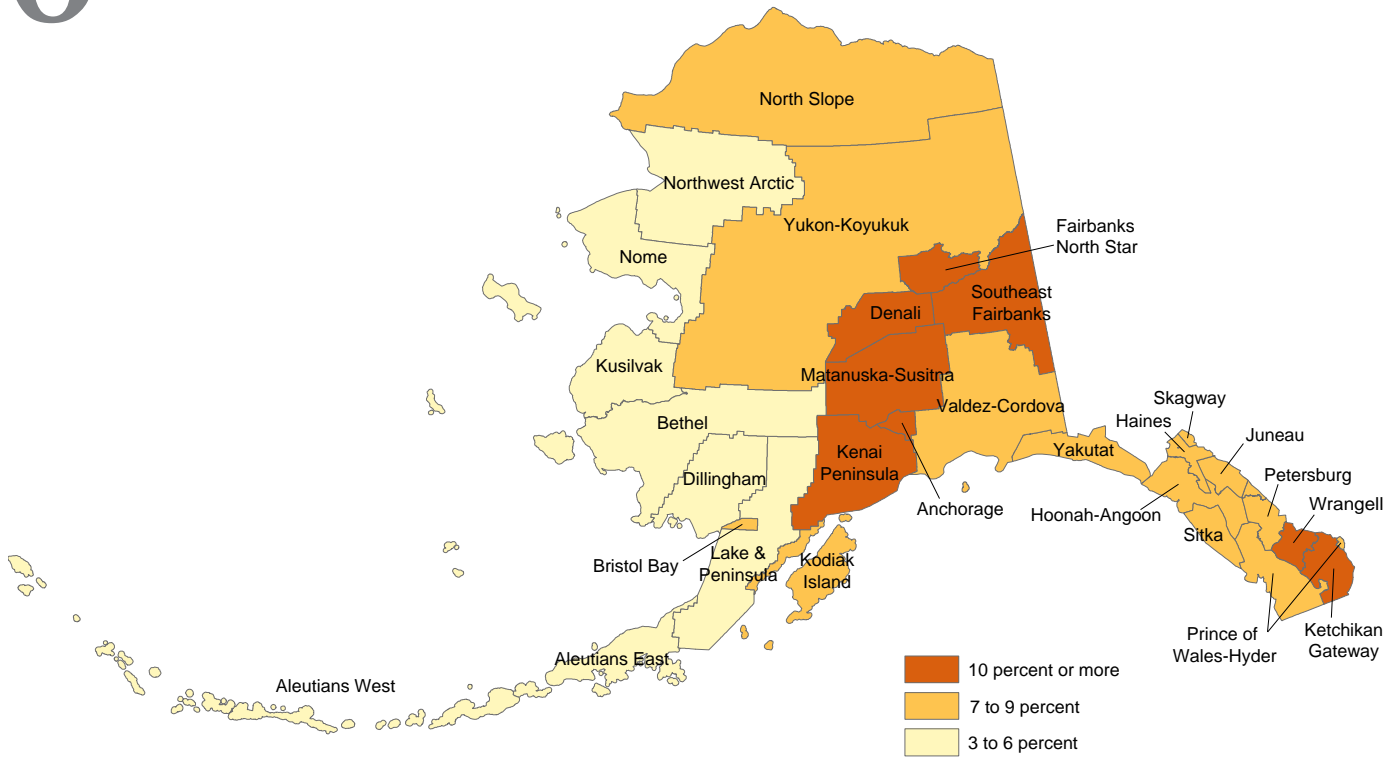 North Slope
Northwest Arctic
Yukon-Koyukuk
Fairbanks
North Star
Nome
Southeast
Fairbanks
Denali
Kusilvak
Matanuska-Susitna
Skagway
Valdez-Cordova
Haines
Bethel
Juneau
Kenai
Peninsula
Yakutat
Petersburg
Dillingham
Wrangell
Anchorage
Hoonah-Angoon
Sitka
Bristol Bay
Lake &
Peninsula
Kodiak
Island
Prince of
Wales-Hyder
Ketchikan
Gateway
Aleutians East
Aleutians West
10 percent or more
7 to 9 percent
3 to 6 percent